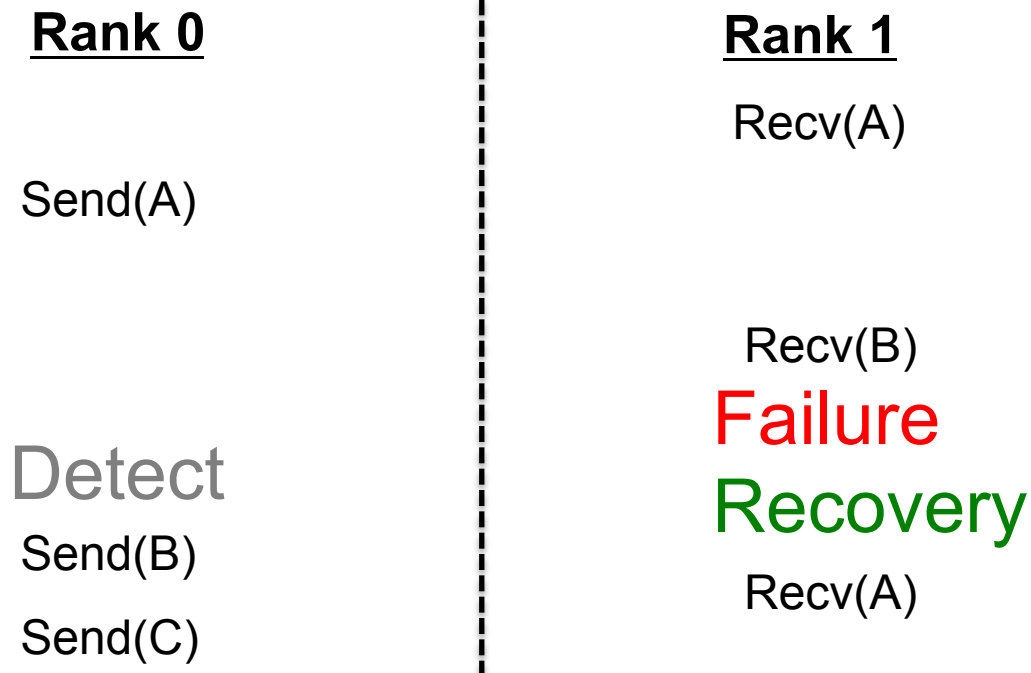 Rank 0
Send(A)
Detect
Send(B)
Send(C)
Rank 1
Recv(A)
Recv(B)
Failure
Recovery
Recv(A)